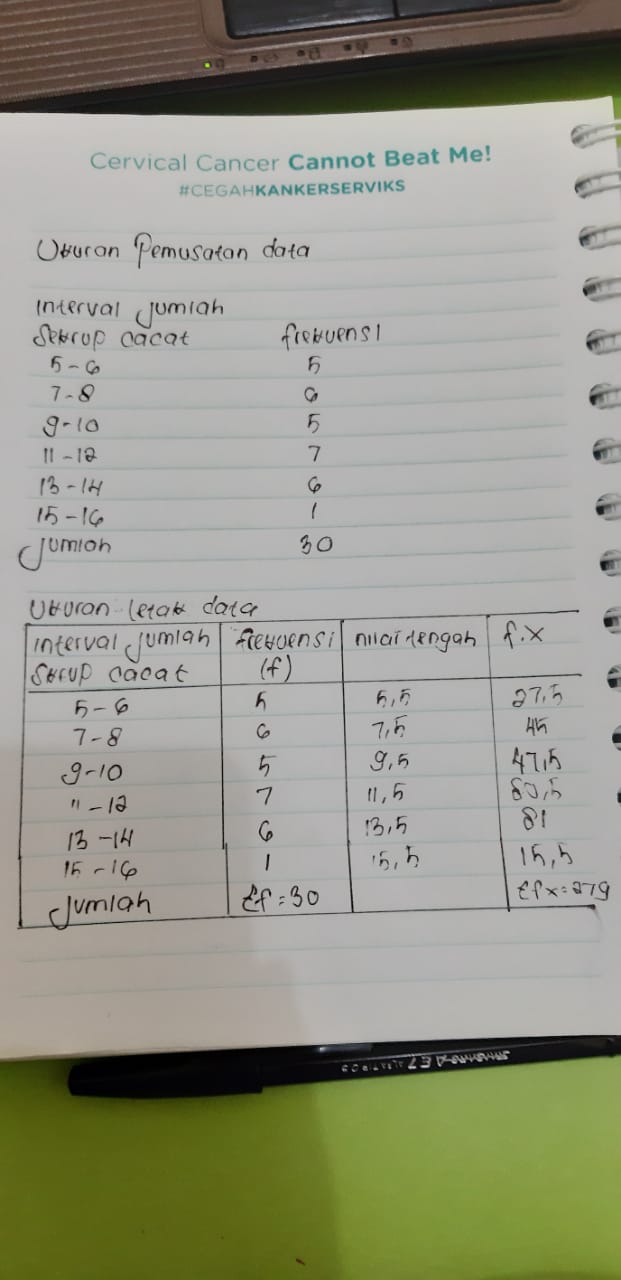 Cervical Cancer Cannot Beat Me!
#CEGAHKANKERSERVIKS
Ukuran Pemusatan data
Interval jumlah
Sekrup cacat frekuensi
5-6 5
7-8 6
9-10 5
11-12 7
13-14 6
15-16 1
jumlah 30
Ukuran letak data
interval jumlah frekuensi nilai tengah f.x
Skrup cacat (f)
5-6 5 5,5 27,5
7-8 6 7,5 45
9-10 5 9,5 47,5
11-12 7 11,5 80,5
13-14 6 13,5 81
15-16 1 15,5 15,5
Jumlah Σf=30 Σfx=279